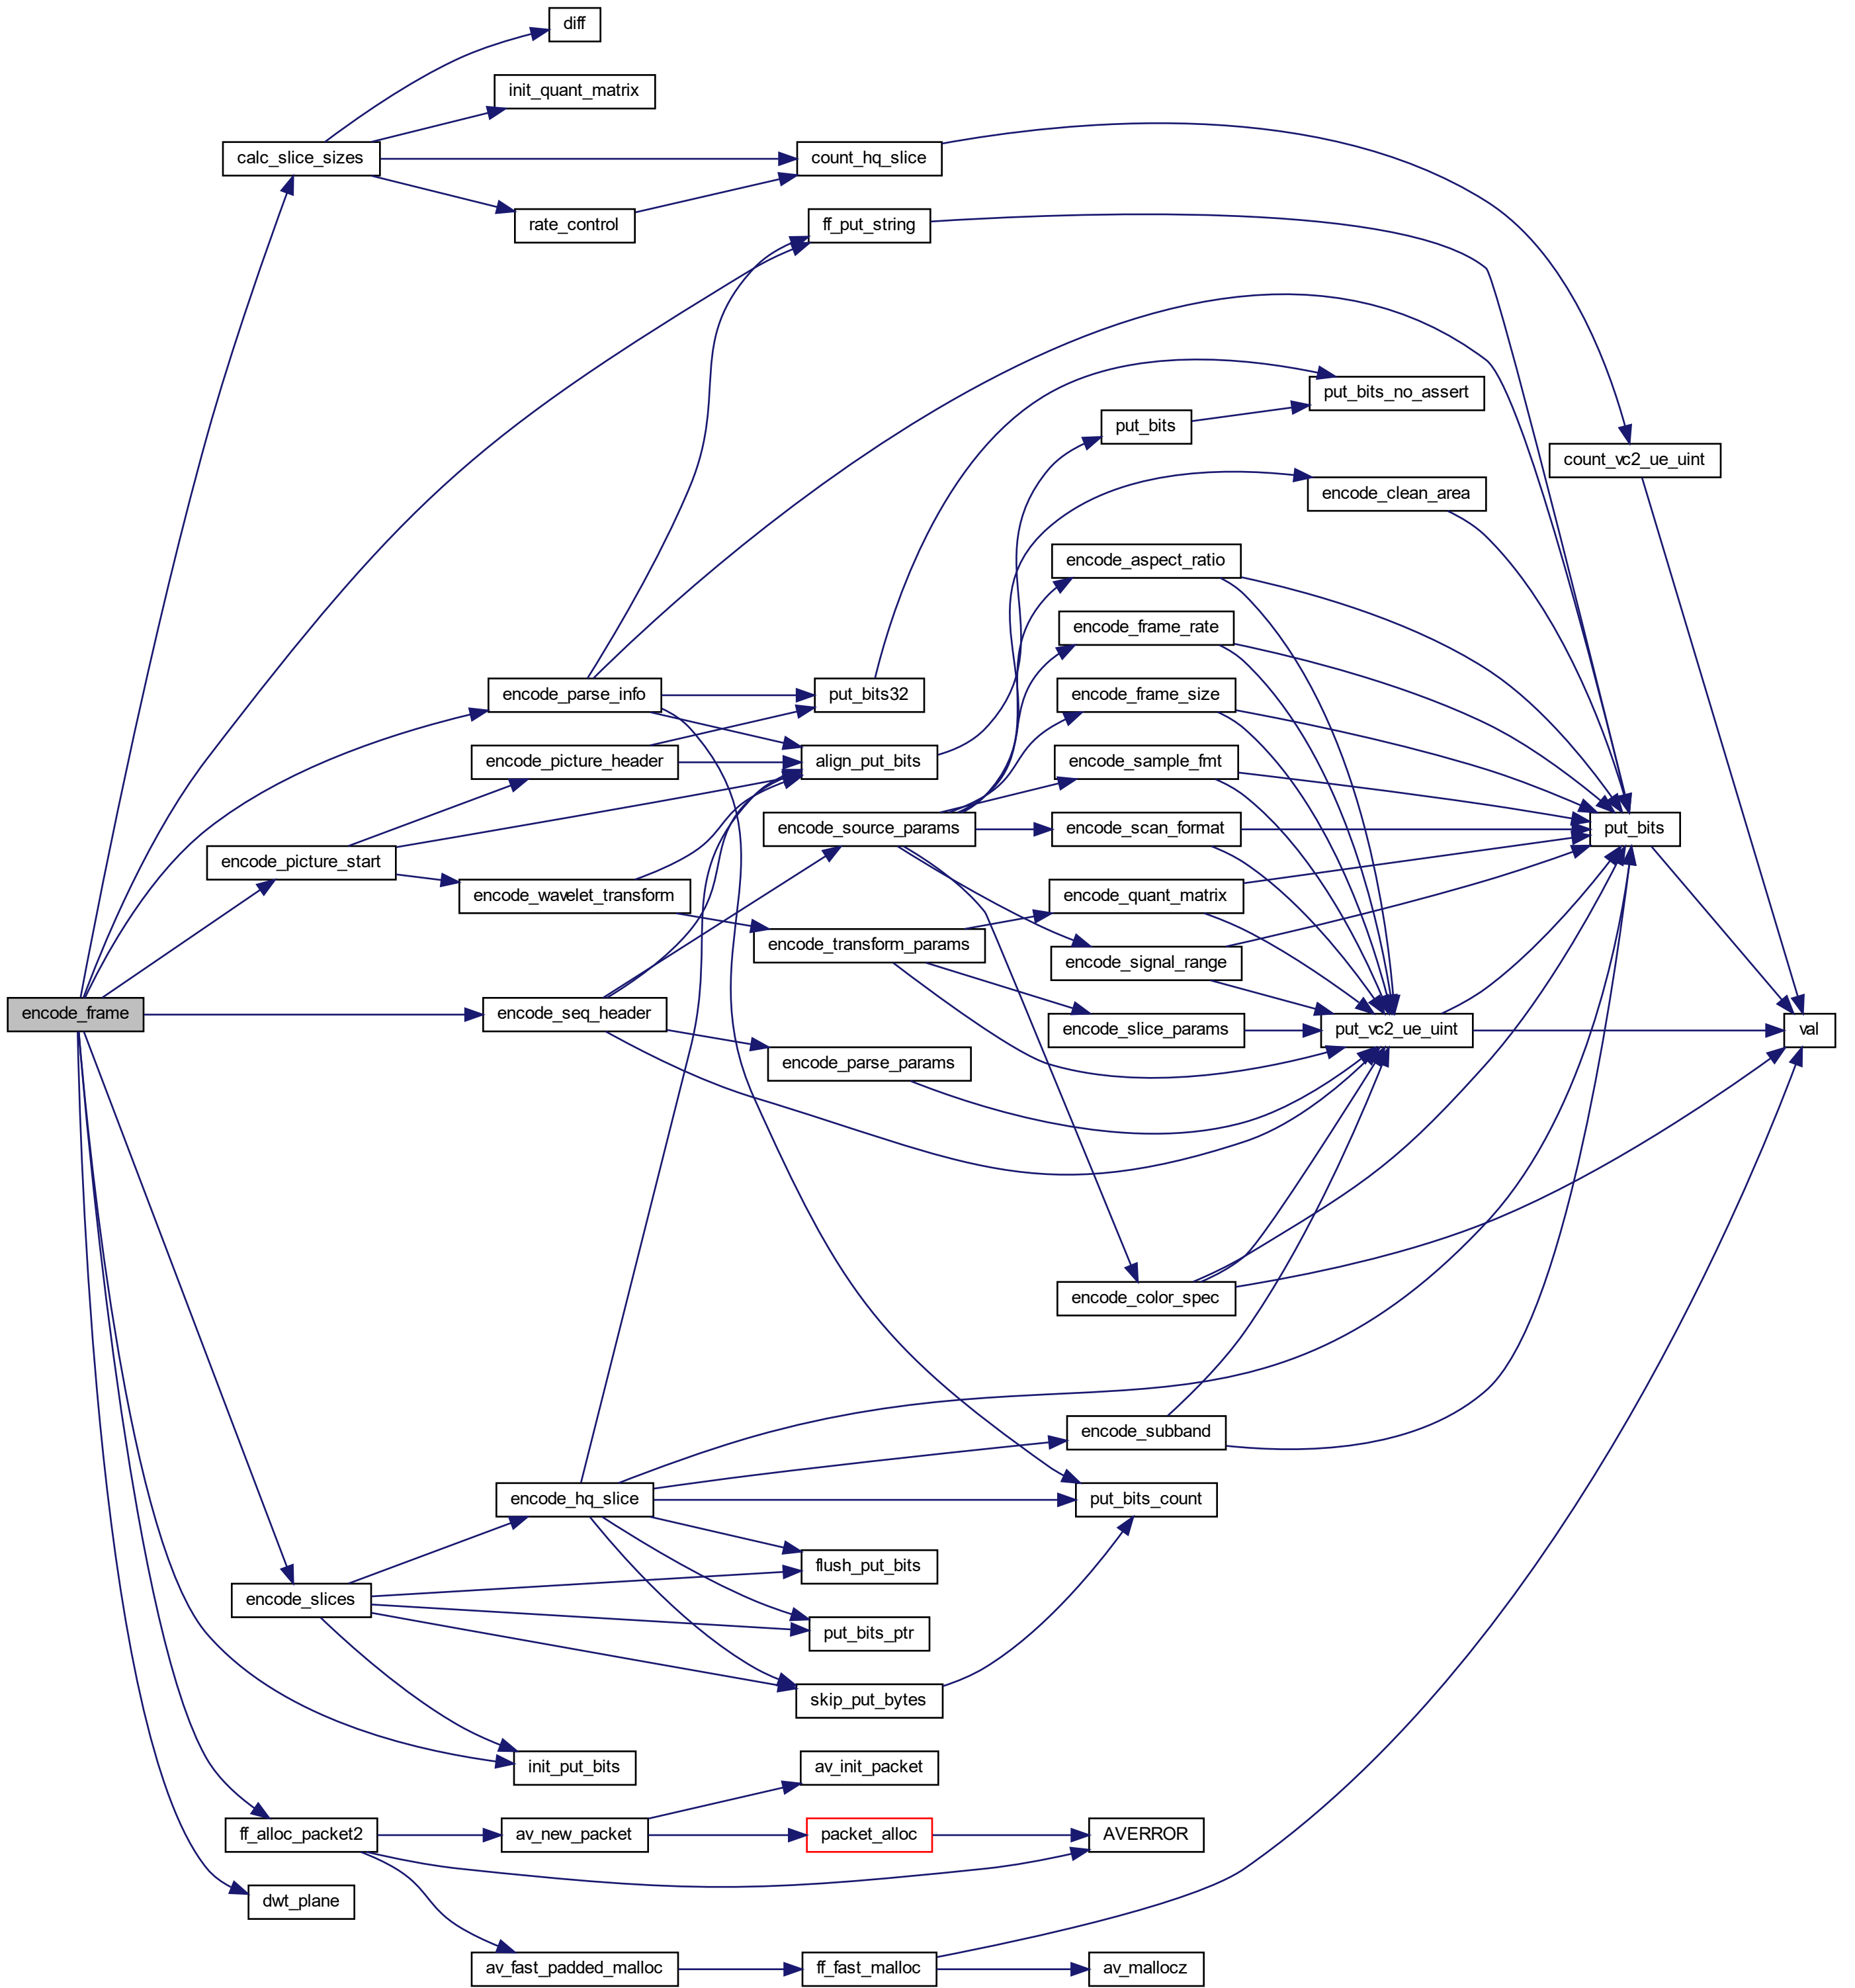 diff
init_quant_matrix
calc_slice_sizes
count_hq_slice
rate_control
ff_put_string
put_bits_no_assert
put_bits
count_vc2_ue_uint
encode_clean_area
encode_aspect_ratio
encode_frame_rate
encode_parse_info
put_bits32
encode_frame_size
encode_picture_header
align_put_bits
encode_sample_fmt
encode_source_params
encode_scan_format
put_bits
encode_picture_start
encode_wavelet_transform
encode_quant_matrix
encode_transform_params
encode_signal_range
encode_frame
encode_seq_header
encode_slice_params
put_vc2_ue_uint
val
encode_parse_params
encode_color_spec
encode_subband
encode_hq_slice
put_bits_count
flush_put_bits
encode_slices
put_bits_ptr
skip_put_bytes
init_put_bits
av_init_packet
ff_alloc_packet2
av_new_packet
packet_alloc
AVERROR
dwt_plane
av_fast_padded_malloc
ff_fast_malloc
av_mallocz